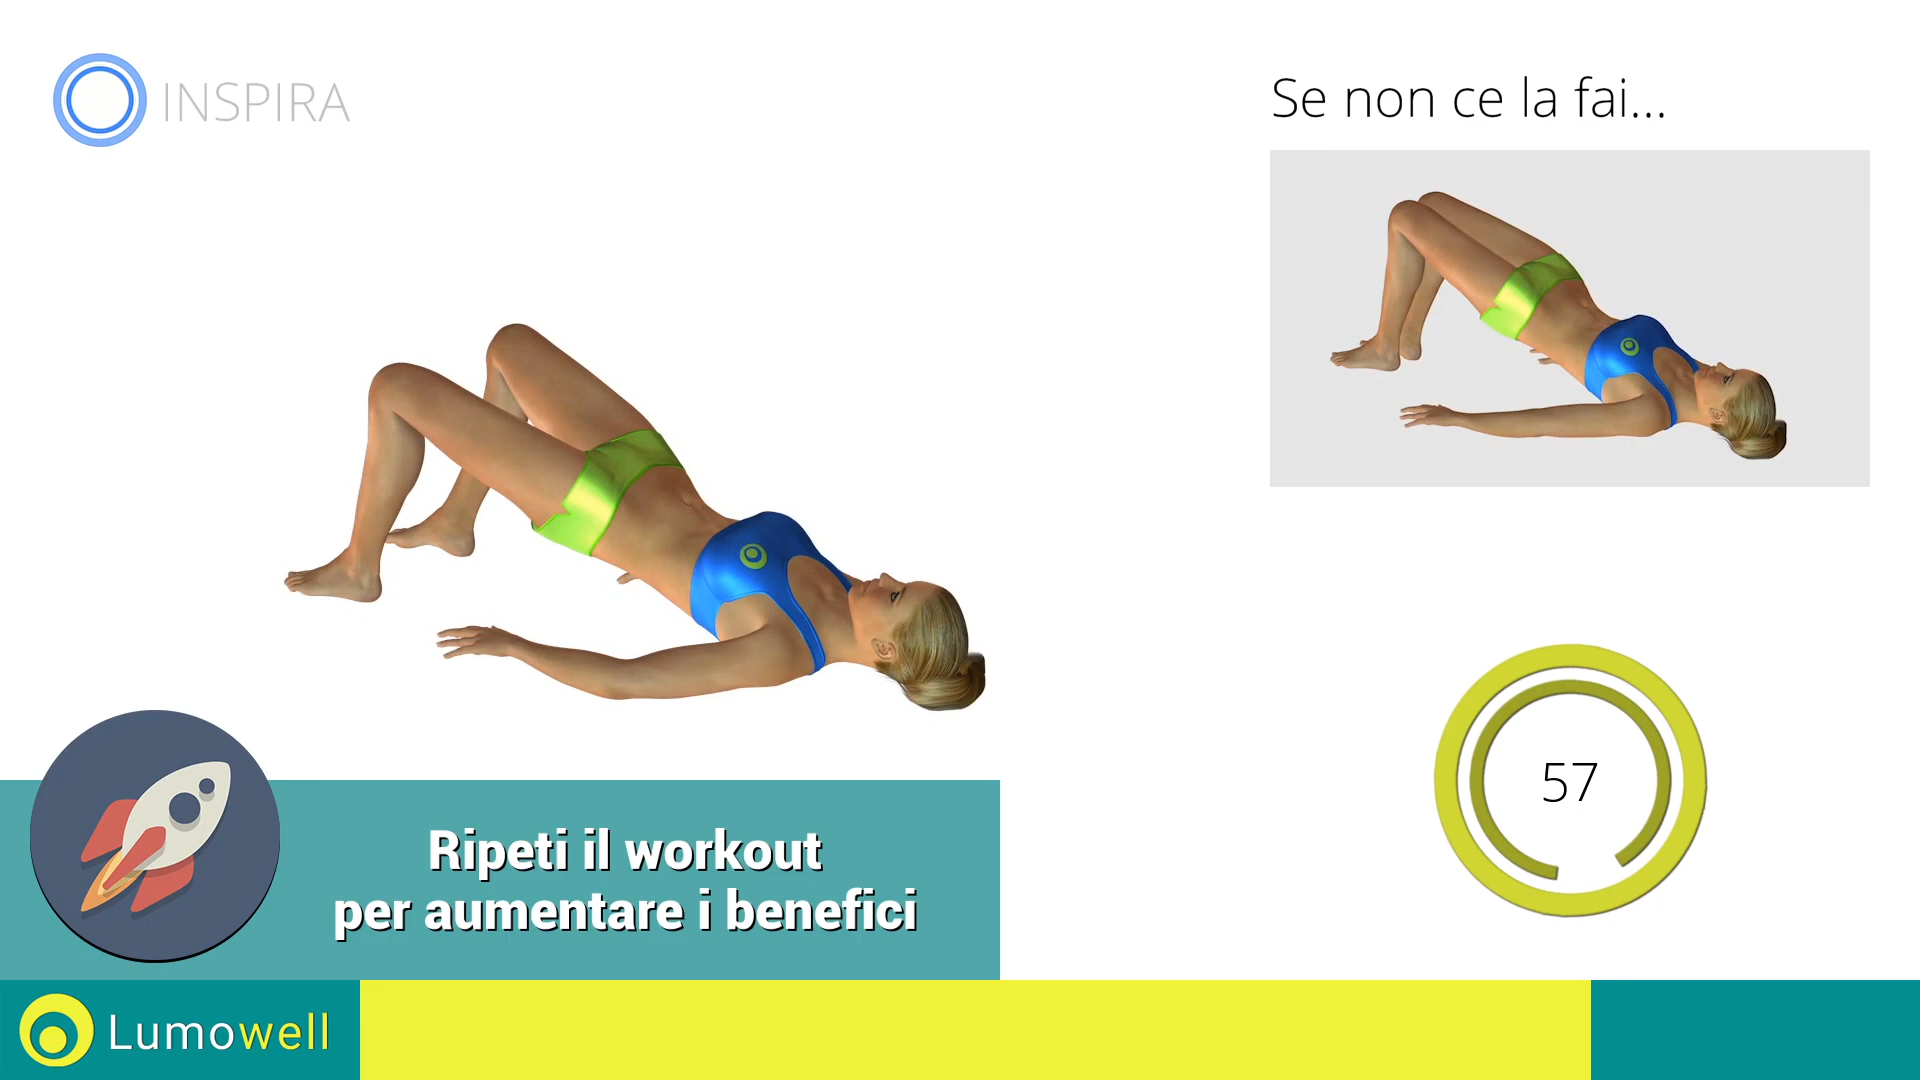 INSPIRA
Se non ce la fai...
57
Ripeti il workout
per aumentare i benefici
Lumowell